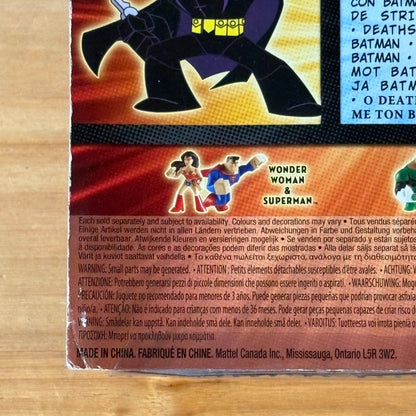 CON BATM
DE STRI
• DEATHS
BATMAN •
BATMAN •
MOT BAT
JA BATM
• O DEAT
ME TON B
WONDER
WOMAN
&
SUPERMAN™
Each sold separately and subject to availability. Colours and decorations may vary • Tous vendus séparé
Einige Artikel werden nicht in allen Ländern vertrieben. Abweichungen in Farbe und Gestaltung vorbeha
overal leverbaar. Afwijkende kleuren en versieringen mogelijk • Se venden por separado y están sujetos
à disponibilidade. As cores e as decorações podem diferir das mostradas • Alla delar säljs separat så lå
Vart ja kuviot saattavat vaihdella • Τα καθένα πωλείται ξεχωριστά, ανάλογα με τη διαθεσιμότητ
WARNING: Small parts may be generated. • ATTENTION : Petits éléments détachables susceptibles d'être avalés. • ACHTUNG
ATTENZIONE: Potrebbero generarsi pezzi di piccole dimensioni che possono essere ingeriti o aspirati. • WAARSCHUWING: Moge
PRECAUCIÓN: Juguete no recomendado para menores de 3 años. Puede generar piezas pequeñas que podrían provocar asfixia
niño/a. • ATENÇÃO: Não é indicado para crianças com menos de 36 meses. Pode gerar peças pequenas capazes de criar ris
VARNING: Smådelar kan uppstå. Kan indeholde små dele. Kan inneholde små deler. • VAROITUS: Tuotteesta voi irrota pieniä o
ΠΡΟΣΟΧΗ: Μπορεί να προκληθούν μικρά κομμάτια.
MADE IN CHINA. FABRIQUÉ EN CHINE. Mattel Canada Inc., Mississauga, Ontario L5R 3W2.